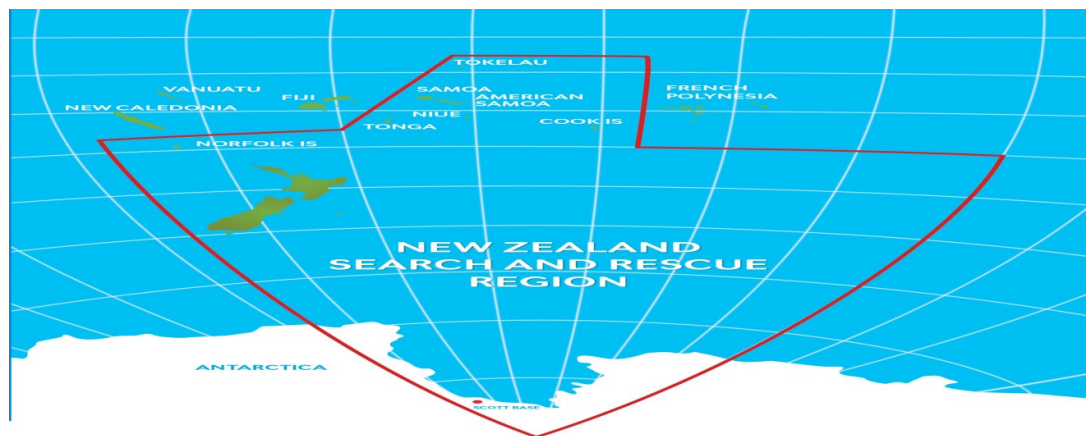 TOKELAU
VANUATU
FIJI
SAMOA
AMERICAN
SAMOA
FRENCH
POLYNESIA
NEW CALEDONIA
NIUE
TONGA
COOK IS
NORFOLK IS
NEW ZEALAND
SEARCH AND RESCUE
REGION
ANTARCTICA
SCOTT BASE